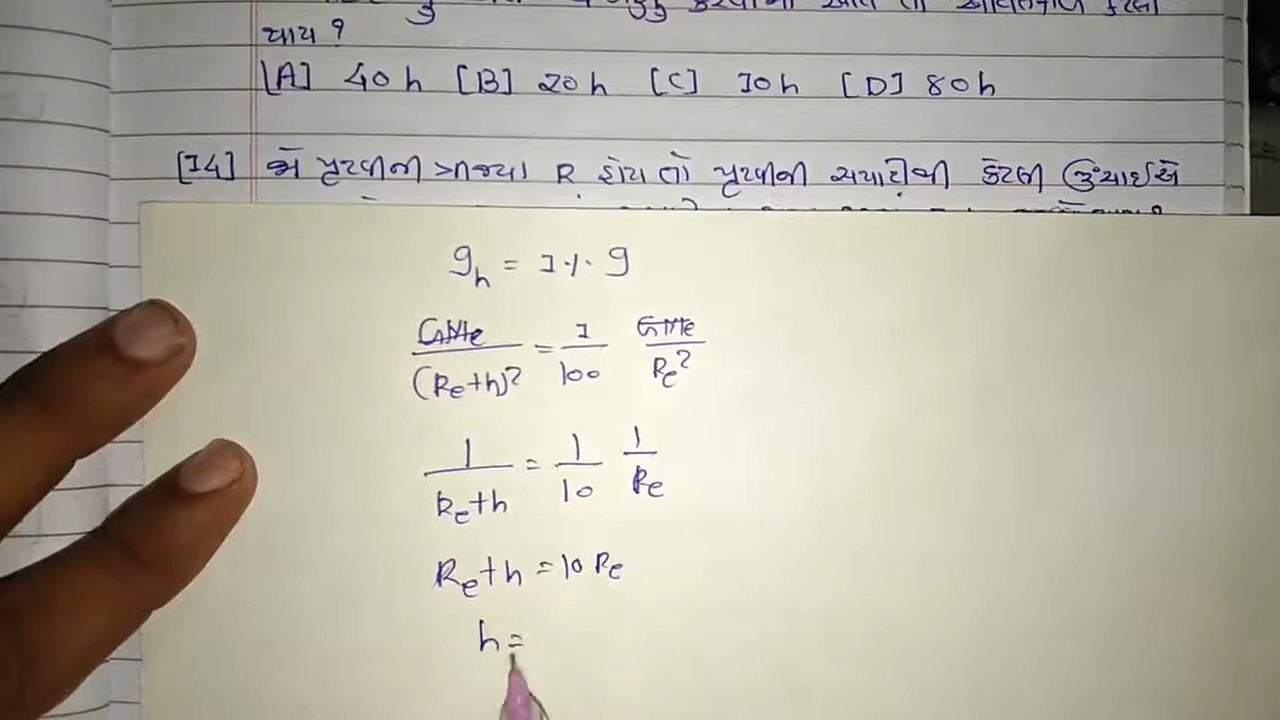 થાય ?
[A] 40 h [B] 20 h [C] 10 h [D] 80 h
[14] જો પૃથ્વીની ત્રિજ્યા R હોય તો પૃથ્વીની સપાટીથી કેટલી ઉંચાઈએ
g_h = 1% g
GMe/(Re+h)² = 1/100 GMe/Re²
1/(Re+h) = 1/10 1/Re
Re+h = 10 Re
h =